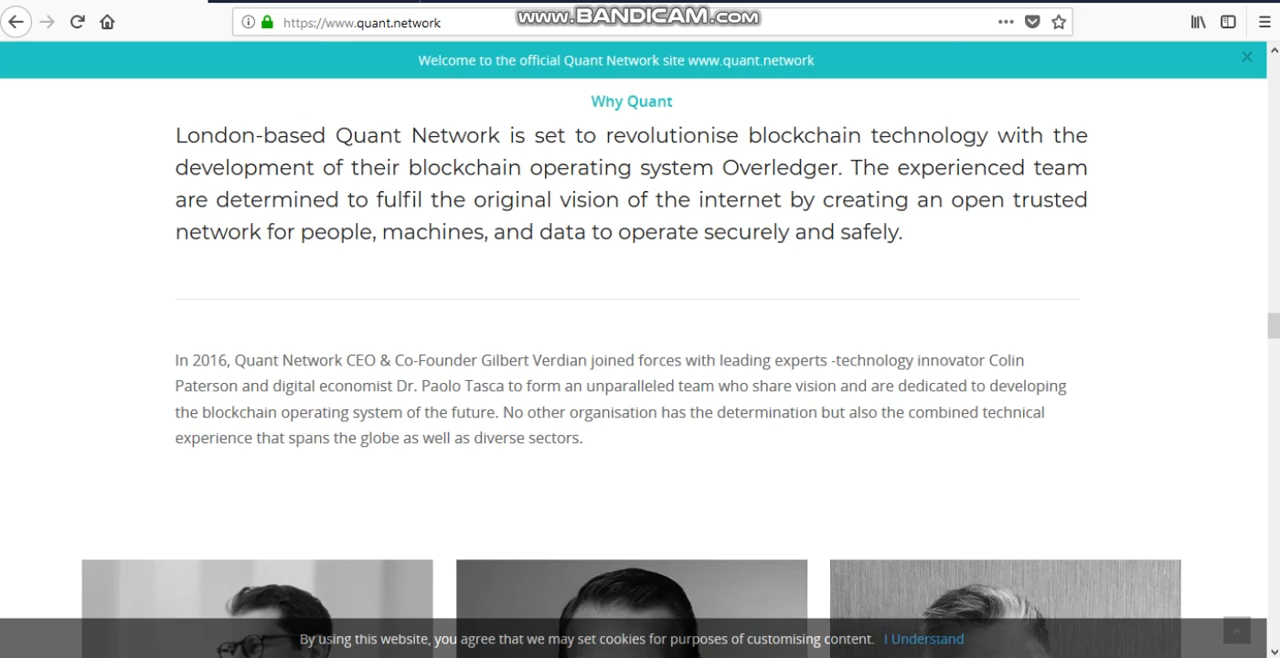 https://www.quant.network
www.BANDICAM.com
Welcome to the official Quant Network site www.quant.network
Why Quant
London-based Quant Network is set to revolutionise blockchain technology with the
development of their blockchain operating system Overledger. The experienced team
are determined to fulfil the original vision of the internet by creating an open trusted
network for people, machines, and data to operate securely and safely.
In 2016, Quant Network CEO & Co-Founder Gilbert Verdian joined forces with leading experts -technology innovator Colin
Paterson and digital economist Dr. Paolo Tasca to form an unparalleled team who share vision and are dedicated to developing
the blockchain operating system of the future. No other organisation has the determination but also the combined technical
experience that spans the globe as well as diverse sectors.
By using this website, you agree that we may set cookies for purposes of customising content. I Understand